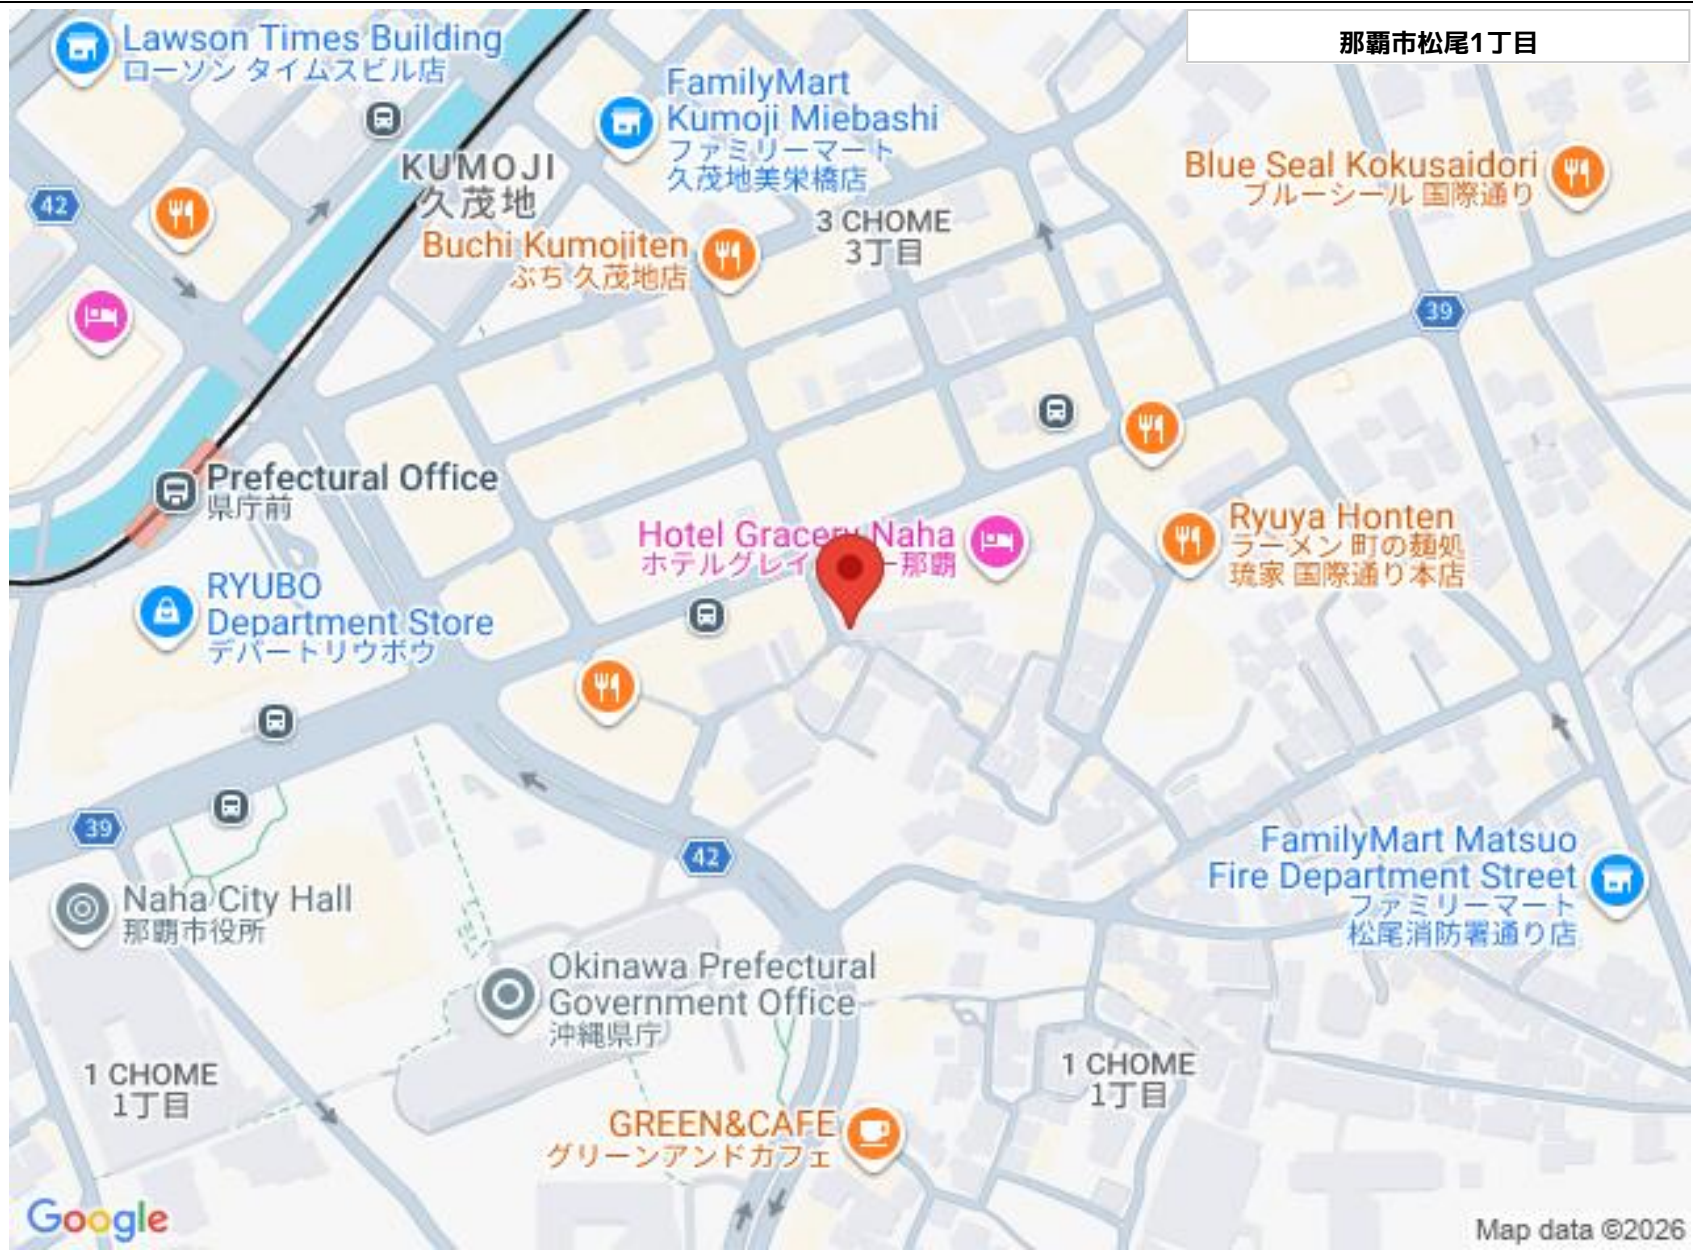 那覇市松尾1丁目
Lawson Times Building
ローソン タイムスビル店
FamilyMart
Kumoji Miebashi
ファミリーマート
久茂地美栄橋店
KUMOJI
久茂地
Blue Seal Kokusaidori
ブルーシール 国際通り
42
3 CHOME
3丁目
Buchi Kumojiten
ぶち 久茂地店
39
Prefectural Office
県庁前
Hotel Gracery Naha
ホテルグレイ
ー那覇
Ryuya Honten
ラーメン 町の麺処
琉家 国際通り本店
RYUBO
Department Store
デパートリウボウ
39
42
FamilyMart Matsuo
Fire Department Street
ファミリーマート
松尾消防署通り店
Naha City Hall
那覇市役所
Okinawa Prefectural
Government Office
沖縄県庁
1 CHOME
1丁目
1 CHOME
1丁目
GREEN&CAFE
グリーンアンドカフェ
Google
Map data ©2026